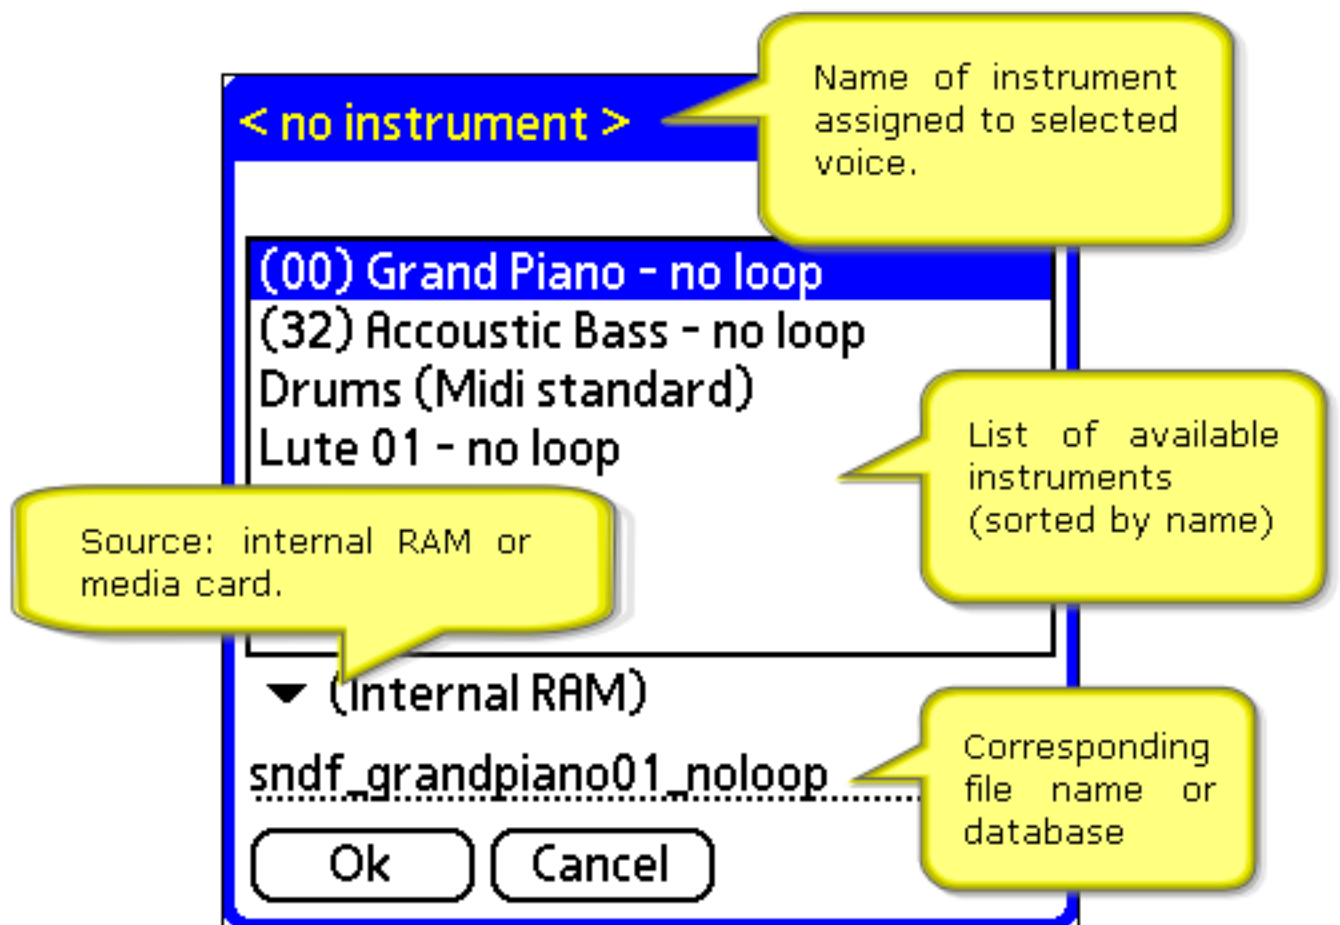 Name of instrument
assigned to selected
voice.
< no instrument >
(00) Grand Piano - no loop
(32) Accoustic Bass - no loop
Drums (Midi standard)
Lute 01 - no loop
List of available
instruments
(sorted by name)
Source: internal RAM or
media card.
(Internal RAM)
sndf_grandpiano01_noloop
Corresponding
file name or
database
Ok
Cancel